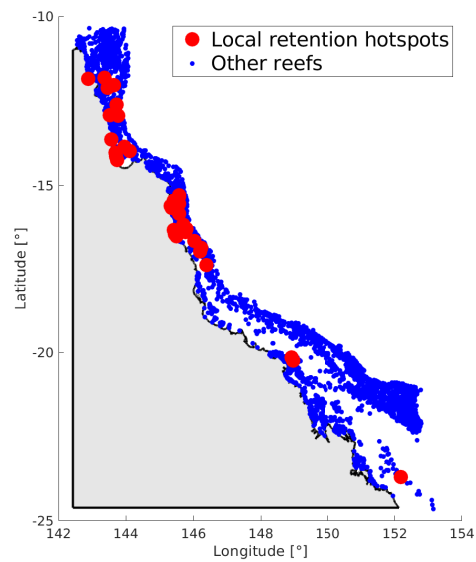 Local retention hotspots
Other reefs
-10
-15
-20
-25
Latitude [°]
142
144
146
148
150
152
154
Longitude [°]